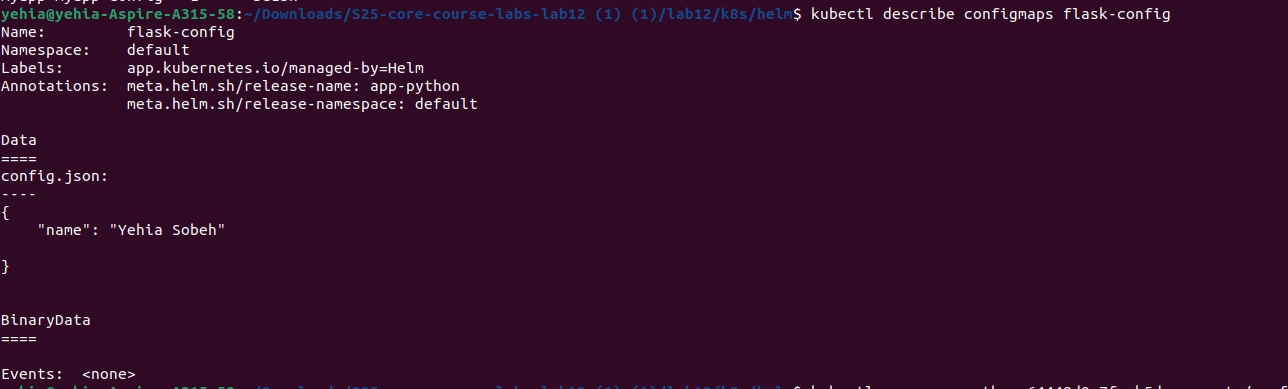 yehia@yehia-Aspire-A315-58:~/Downloads/S25-core-course-labs-lab12 (1) (1)/lab12/k8s/helm$ kubectl describe configmaps flask-config
Name:         flask-config
Namespace:    default
Labels:       app.kubernetes.io/managed-by=Helm
Annotations:  meta.helm.sh/release-name: app-python
              meta.helm.sh/release-namespace: default
Data
====
config.json:
----
{
    "name": "Yehia Sobeh"
}
BinaryData
====
Events:  <none>